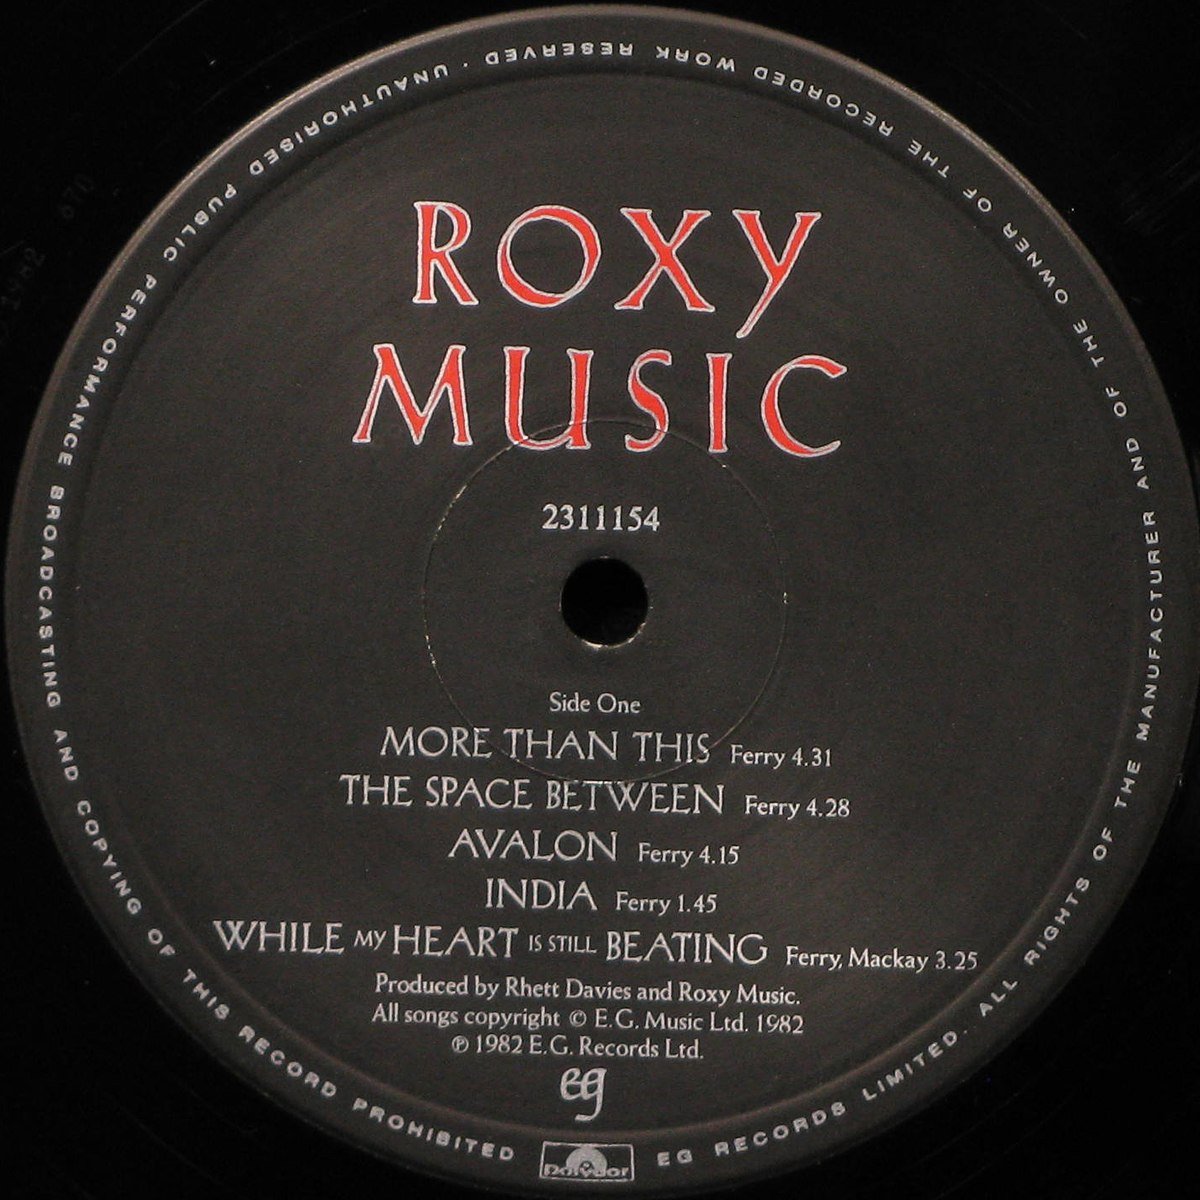 ROXY
MUSIC
2311154
Side One
MORE THAN THIS Ferry 4.31
THE SPACE BETWEEN Ferry 4.28
AVALON Ferry 4.15
INDIA Ferry 1.45
WHILE MY HEART IS STILL BEATING Ferry, Mackay 3.25
Produced by Rhett Davies and Roxy Music.
All songs copyright © E.G. Music Ltd. 1982
℗ 1982 E.G. Records Ltd.
eg
polydor
EG RECORDS LIMITED. ALL RIGHTS OF THE MANUFACTURER AND OF THE OWNER OF THE RECORDED WORK RESERVED. UNAUTHORISED PUBLIC PERFORMANCE BROADCASTING AND COPYING OF THIS RECORD PROHIBITED